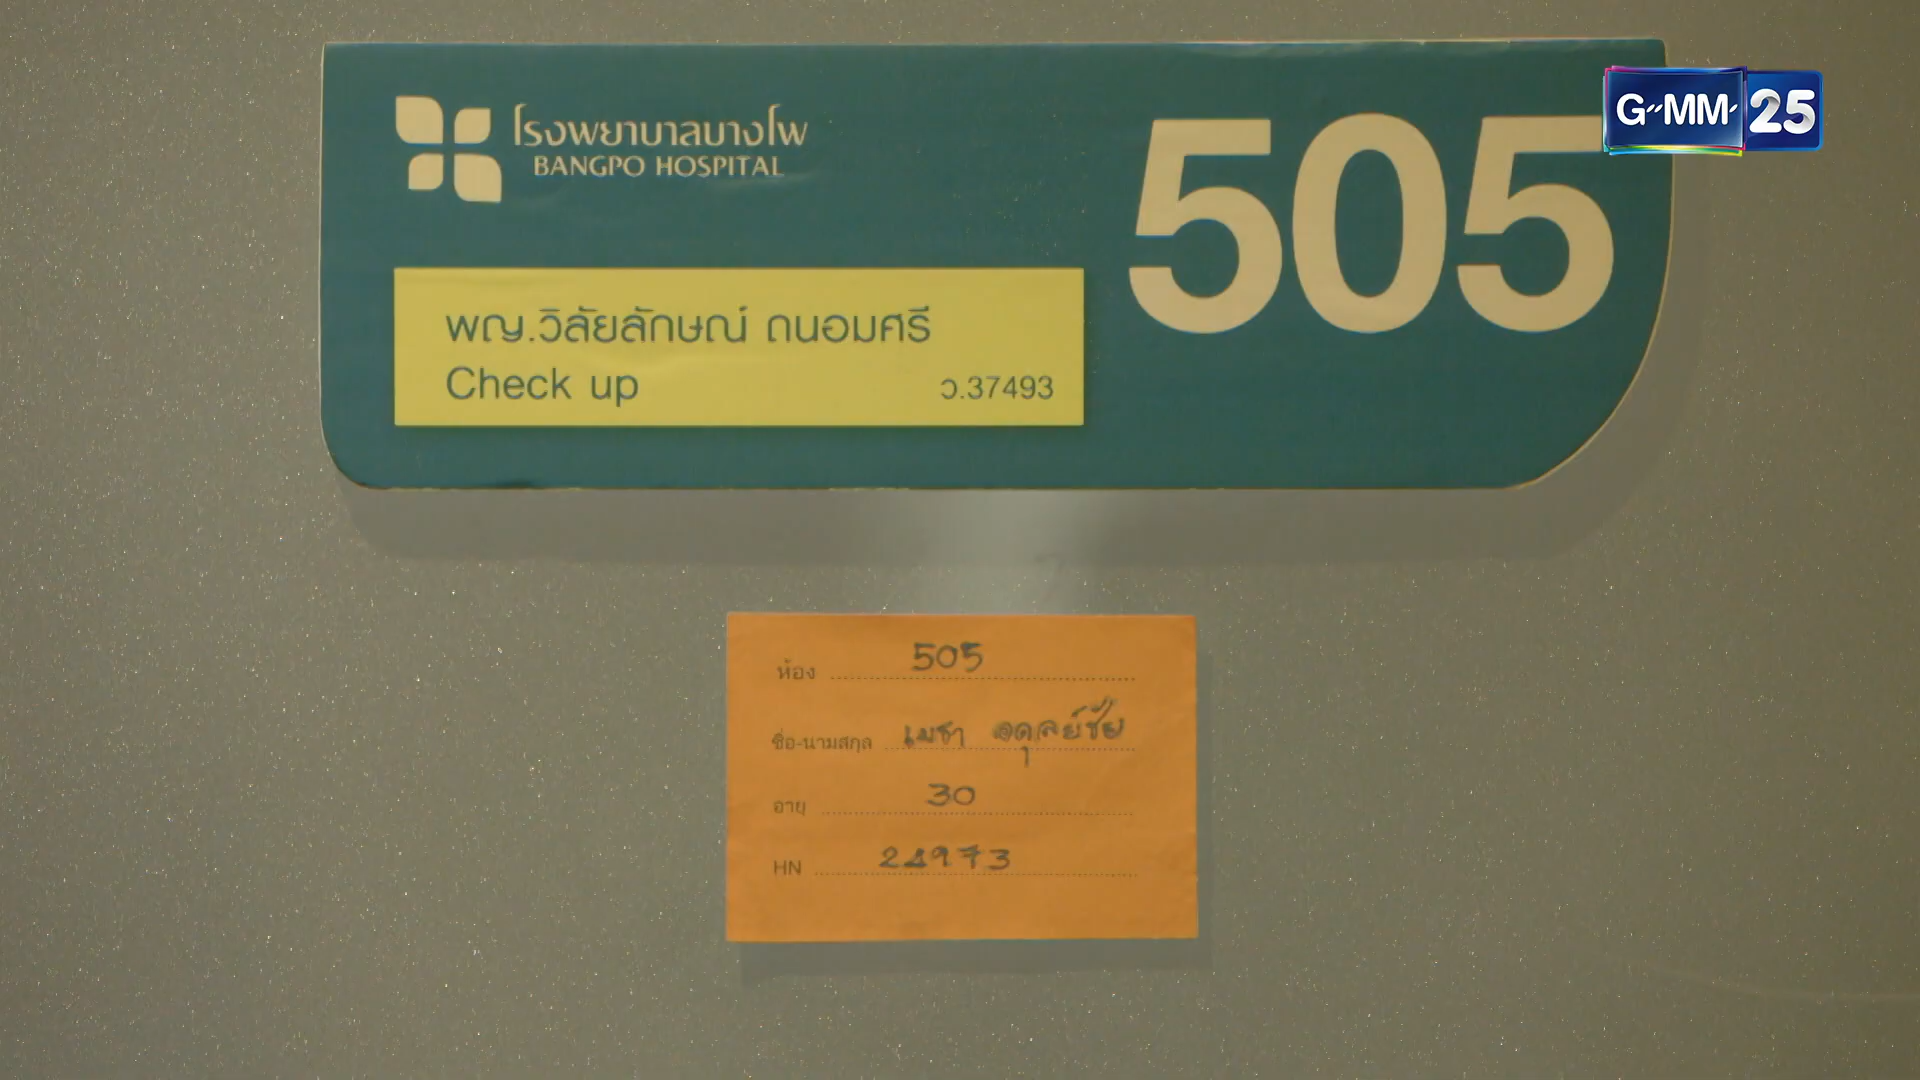 โรงพยาบาลบางโพ
BANGPO HOSPITAL
505
GMM 25
พญ.วิลัยลักษณ์ ถนอมศรี
Check up ว.37493
ห้อง 505
ชื่อ-นามสกุล เมษา อดุลย์ชัย
อายุ 30
HN 24973